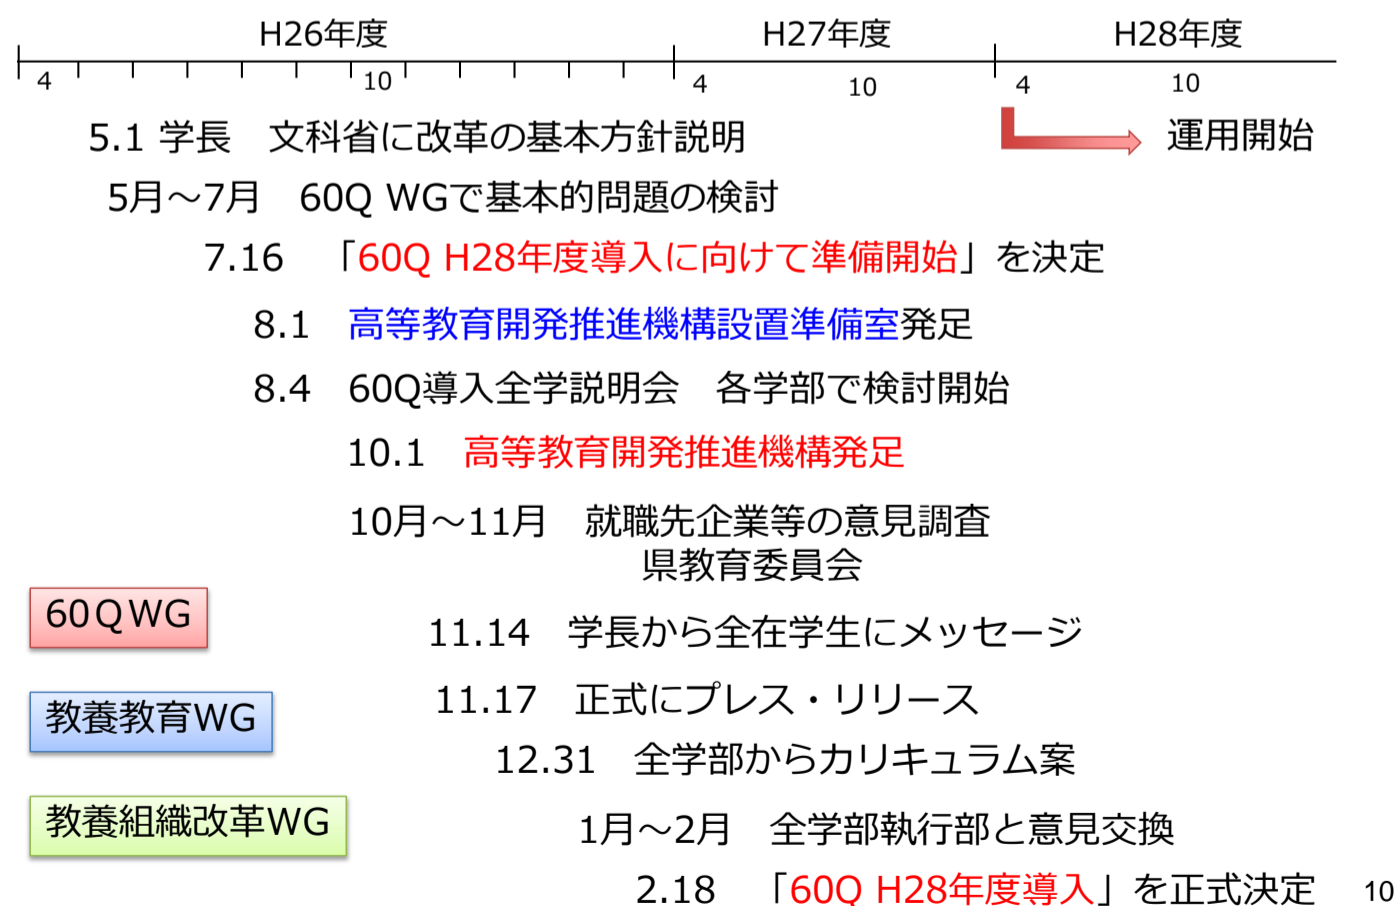 H26年度 H27年度 H28年度
4 10 4 10 4 10
5.1 学長　文科省に改革の基本方針説明 運用開始
5月～7月　60Q WGで基本的問題の検討
7.16　「60Q H28年度導入に向けて準備開始」を決定
8.1　高等教育開発推進機構設置準備室発足
8.4　60Q導入全学説明会　各学部で検討開始
10.1　高等教育開発推進機構発足
10月～11月　就職先企業等の意見調査
県教育委員会
60ＱWG
11.14　学長から全在学生にメッセージ
教養教育WG
11.17　正式にプレス・リリース
12.31　全学部からカリキュラム案
教養組織改革WG
1月～2月　全学部執行部と意見交換
2.18　「60Q H28年度導入」を正式決定
10